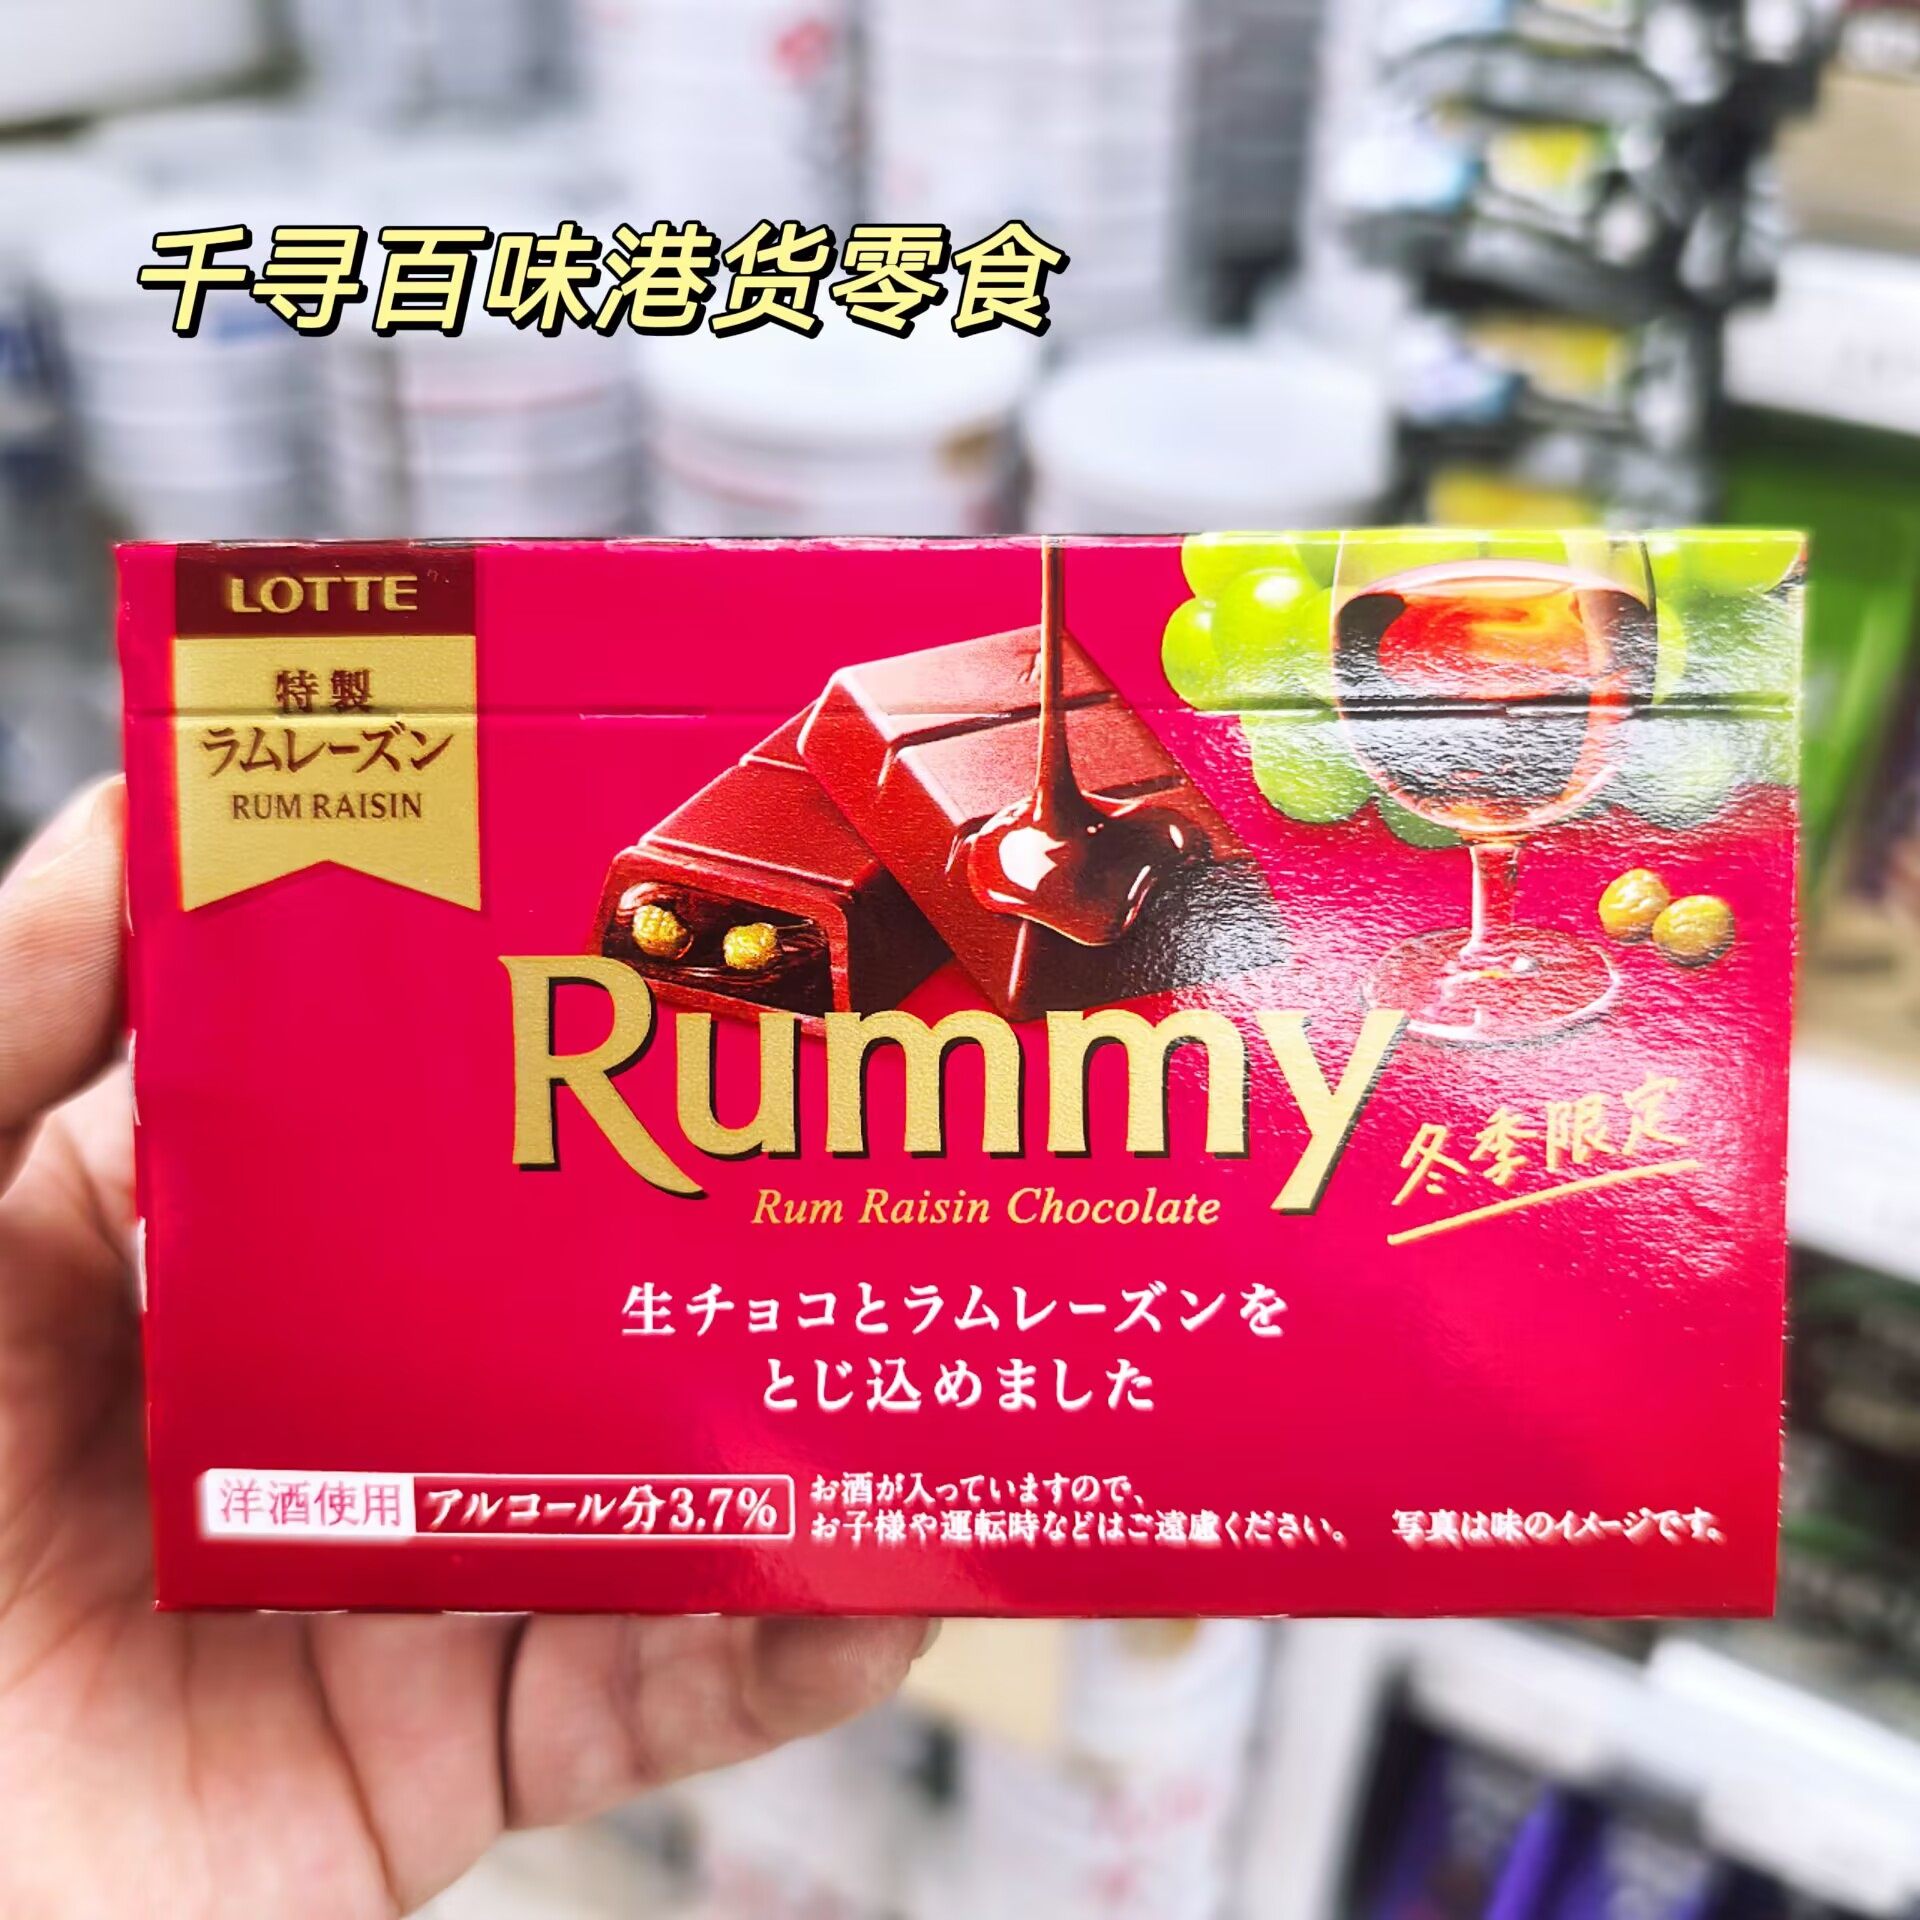 千寻百味港货零食
LOTTE
特製
ラムレーズン
RUM RAISIN
Rummy
Rum Raisin Chocolate
冬季限定
生チョコとラムレーズンを
とじ込めました
洋酒使用 アルコール分3.7%
お酒が入っていますので、
お子様や運転時などはご遠慮ください。
写真は味のイメージです。